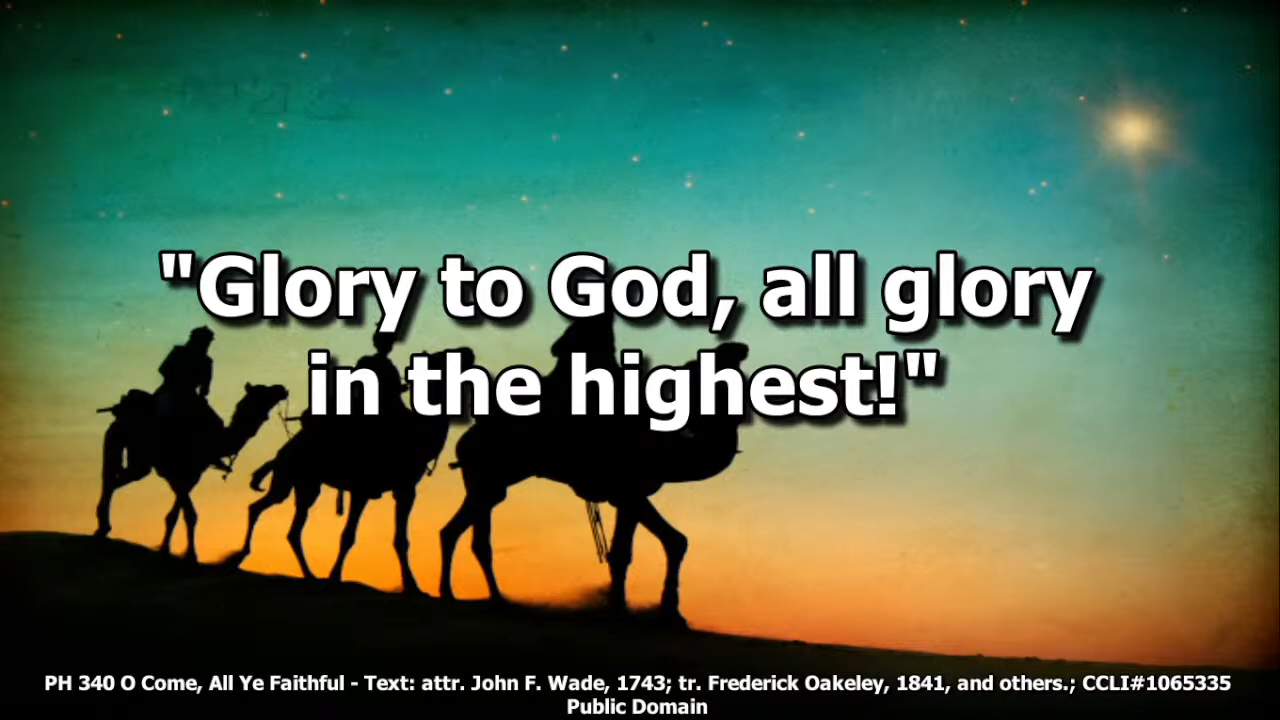 "Glory to God, all glory
in the highest!"
PH 340 O Come, All Ye Faithful - Text: attr. John F. Wade, 1743; tr. Frederick Oakeley, 1841, and others.; CCLI#1065335
Public Domain